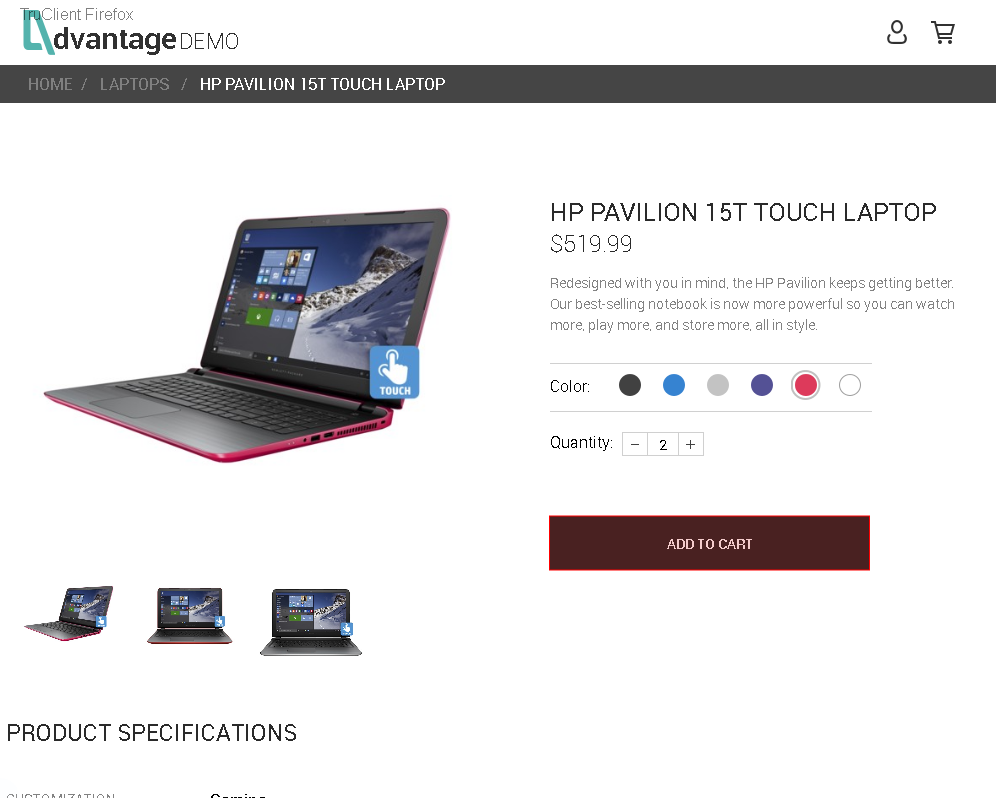 TruClient Firefox
dvantage DEMO
HOME / LAPTOPS / HP PAVILION 15T TOUCH LAPTOP
HP PAVILION 15T TOUCH LAPTOP
$519.99
Redesigned with you in mind, the HP Pavilion keeps getting better.
Our best-selling notebook is now more powerful so you can watch
more, play more, and store more, all in style.
TOUCH
Color:
Quantity: − 2 +
ADD TO CART
PRODUCT SPECIFICATIONS
CUSTOMIZATION Gaming